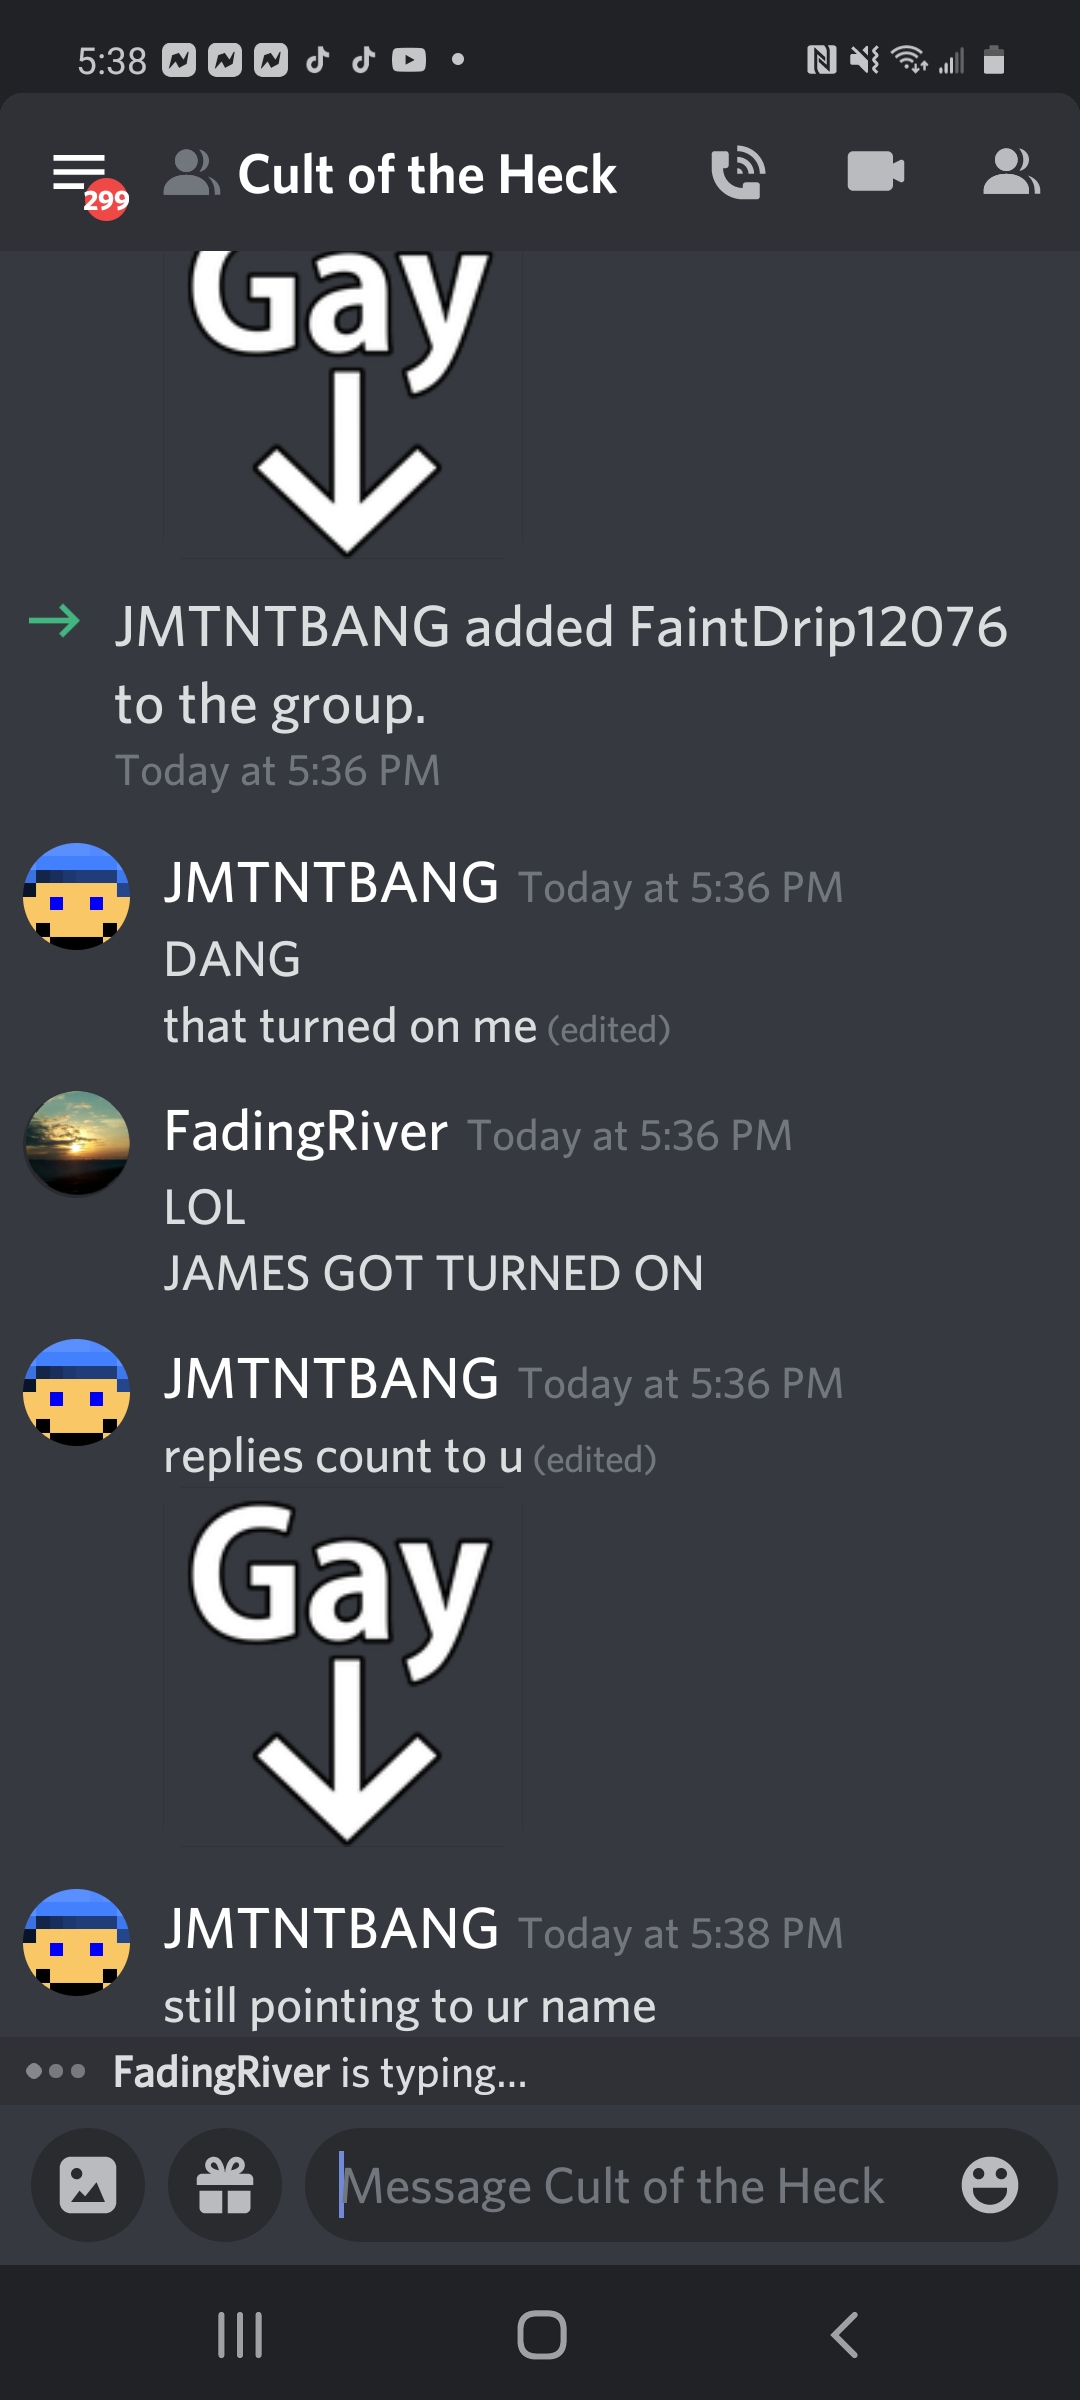 5:38
299
Cult of the Heck
Gay
JMTNTBANG added FaintDrip12076
to the group.
Today at 5:36 PM
JMTNTBANG Today at 5:36 PM
DANG
that turned on me (edited)
FadingRiver Today at 5:36 PM
LOL
JAMES GOT TURNED ON
JMTNTBANG Today at 5:36 PM
replies count to u (edited)
Gay
JMTNTBANG Today at 5:38 PM
still pointing to ur name
FadingRiver is typing...
Message Cult of the Heck